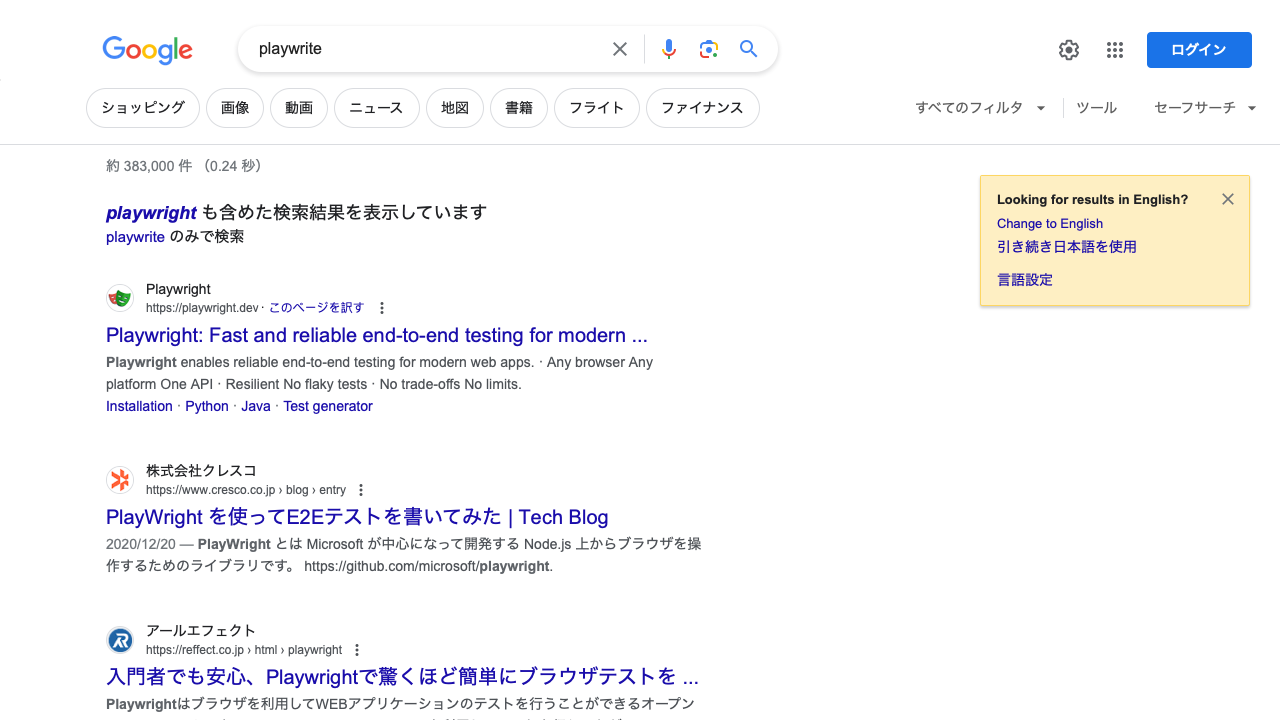 Google
playwrite
ログイン
ショッピング 画像 動画 ニュース 地図 書籍 フライト ファイナンス
すべてのフィルタ ツール セーフサーチ
約 383,000 件 (0.24 秒)
playwright も含めた検索結果を表示しています
playwrite のみで検索
Looking for results in English?
Change to English
引き続き日本語を使用
言語設定
Playwright
https://playwright.dev · このページを訳す
Playwright: Fast and reliable end-to-end testing for modern ...
Playwright enables reliable end-to-end testing for modern web apps. · Any browser Any
platform One API · Resilient No flaky tests · No trade-offs No limits.
Installation · Python · Java · Test generator
株式会社クレスコ
https://www.cresco.co.jp › blog › entry
PlayWright を使ってE2Eテストを書いてみた | Tech Blog
2020/12/20 — PlayWright とは Microsoft が中心になって開発する Node.js 上からブラウザを操
作するためのライブラリです。 https://github.com/microsoft/playwright.
アールエフェクト
https://reffect.co.jp › html › playwright
入門者でも安心、Playwrightで驚くほど簡単にブラウザテストを ...
Playwrightはブラウザを利用してWEBアプリケーションのテストを行うことができるオープン